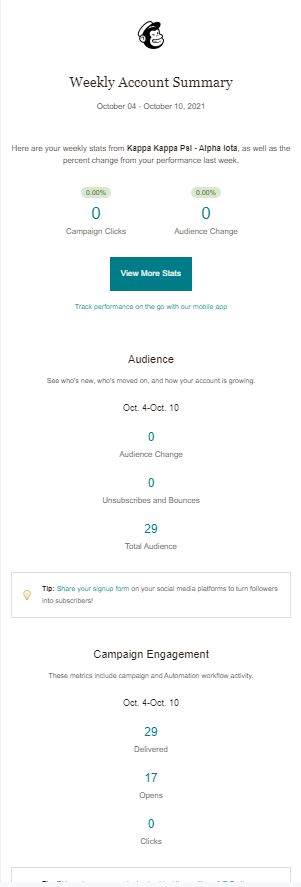 Weekly Account Summary
October 04 - October 10, 2021
Here are your weekly stats from Kappa Kappa Psi - Alpha Iota, as well as the
percent change from your performance last week.
0.00% 0.00%
0 0
Campaign Clicks Audience Change
View More Stats
Track performance on the go with our mobile app
Audience
See who's new, who's moved on, and how your account is growing.
Oct. 4-Oct. 10
0
Audience Change
0
Unsubscribes and Bounces
29
Total Audience
Tip: Share your signup form on your social media platforms to turn followers
into subscribers!
Campaign Engagement
These metrics include campaign and Automation workflow activity.
Oct. 4-Oct. 10
29
Delivered
17
Opens
0
Clicks